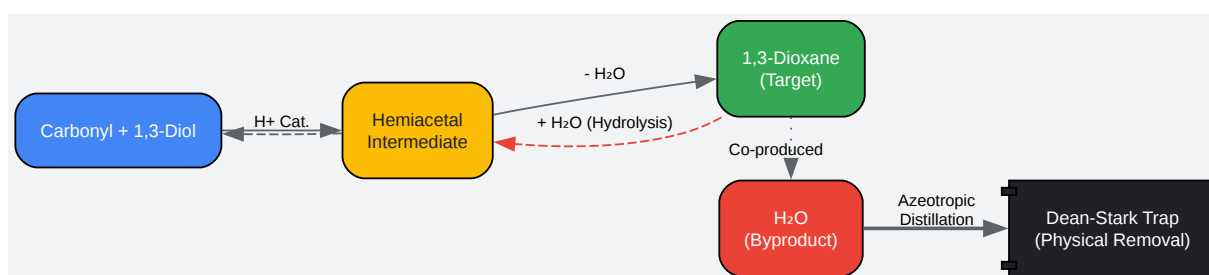 Carbonyl + 1,3-Diol
H+ Cat.
Hemiacetal
Intermediate
- H₂O
+ H₂O (Hydrolysis)
1,3-Dioxane
(Target)
Co-produced
H₂O
(Byproduct)
Azeotropic
Distillation
Dean-Stark Trap
(Physical Removal)